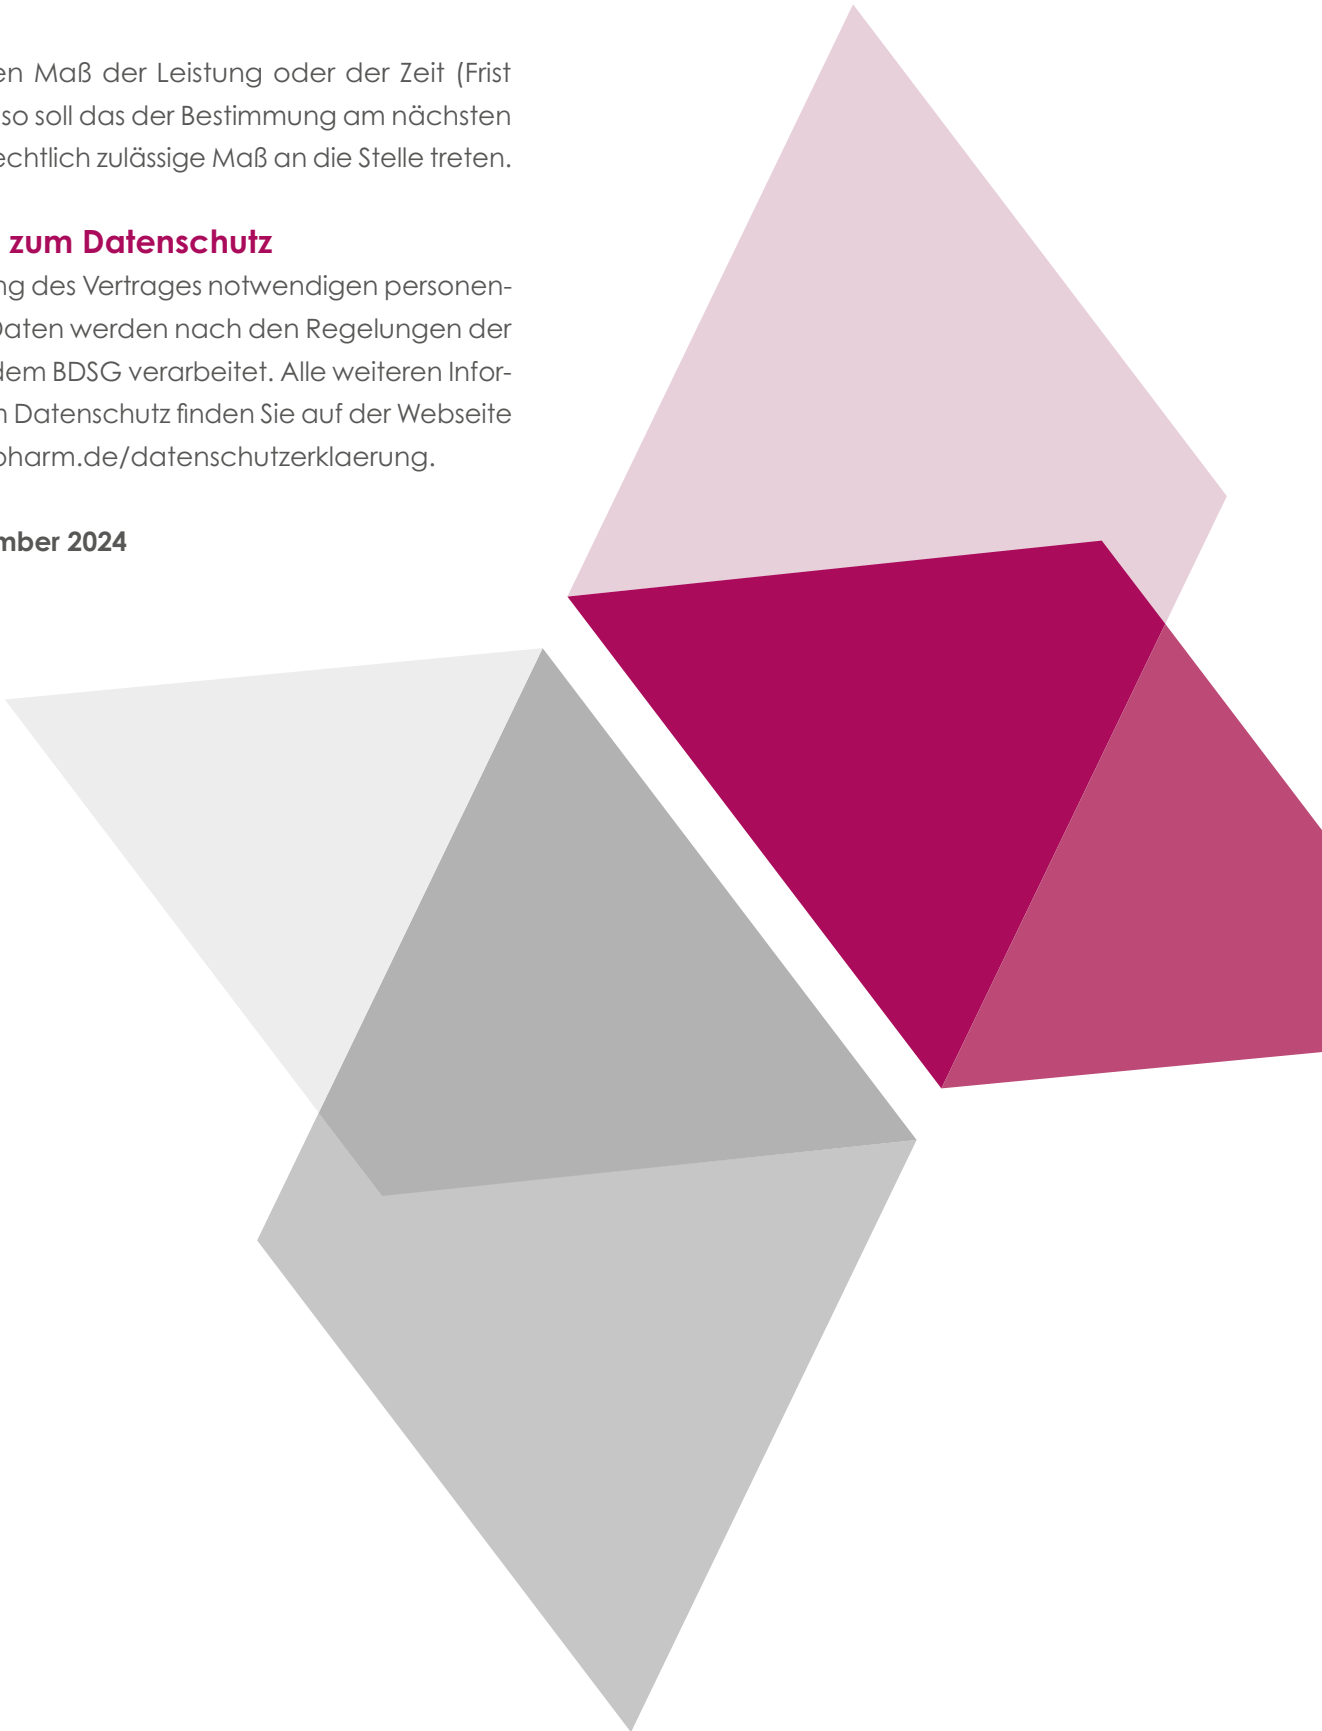 en Maß der Leistung oder der Zeit (Frist
so soll das der Bestimmung am nächsten
echtlich zulässige Maß an die Stelle treten.
zum Datenschutz
ng des Vertrages notwendigen personen-
Daten werden nach den Regelungen der
dem BDSG verarbeitet. Alle weiteren Infor-
n Datenschutz finden Sie auf der Webseite
pharm.de/datenschutzerklaerung.
mber 2024